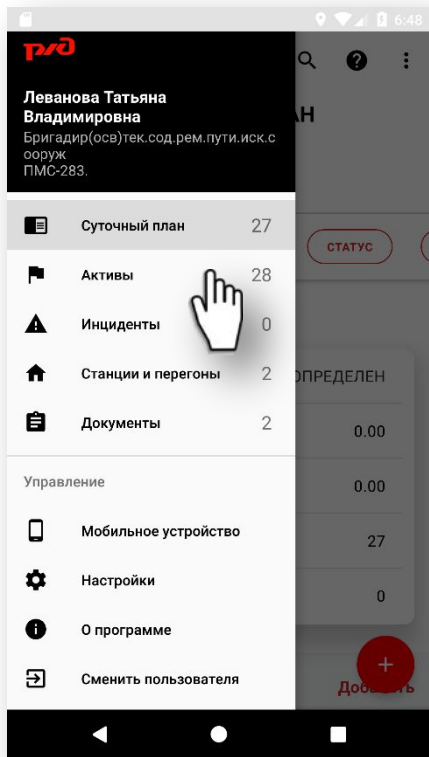 6:48
ржд
Леванова Татьяна
Владимировна
Бригадир(осв)тек.сод.рем.пути.иск.с
ооруж
ПМС-283.
АН
Суточный план 27
СТАТУС
Активы 28
Инциденты 0
Станции и перегоны 2
ОПРЕДЕЛЕН
Документы 2
0.00
Управление
0.00
Мобильное устройство
27
Настройки
0
О программе
+
Сменить пользователя